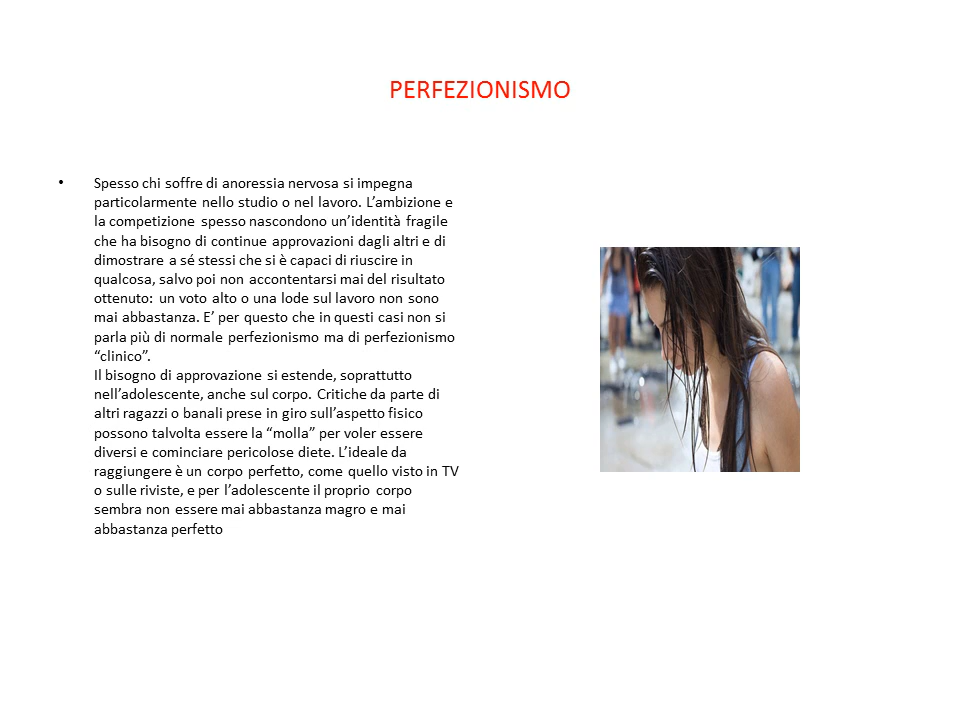 PERFEZIONISMO
• Spesso chi soffre di anoressia nervosa si impegna
particolarmente nello studio o nel lavoro. L’ambizione e
la competizione spesso nascondono un’identità fragile
che ha bisogno di continue approvazioni dagli altri e di
dimostrare a sé stessi che si è capaci di riuscire in
qualcosa, salvo poi non accontentarsi mai del risultato
ottenuto: un voto alto o una lode sul lavoro non sono
mai abbastanza. E’ per questo che in questi casi non si
parla più di normale perfezionismo ma di perfezionismo
“clinico”.
Il bisogno di approvazione si estende, soprattutto
nell’adolescente, anche sul corpo. Critiche da parte di
altri ragazzi o banali prese in giro sull’aspetto fisico
possono talvolta essere la “molla” per voler essere
diversi e cominciare pericolose diete. L’ideale da
raggiungere è un corpo perfetto, come quello visto in TV
o sulle riviste, e per l’adolescente il proprio corpo
sembra non essere mai abbastanza magro e mai
abbastanza perfetto